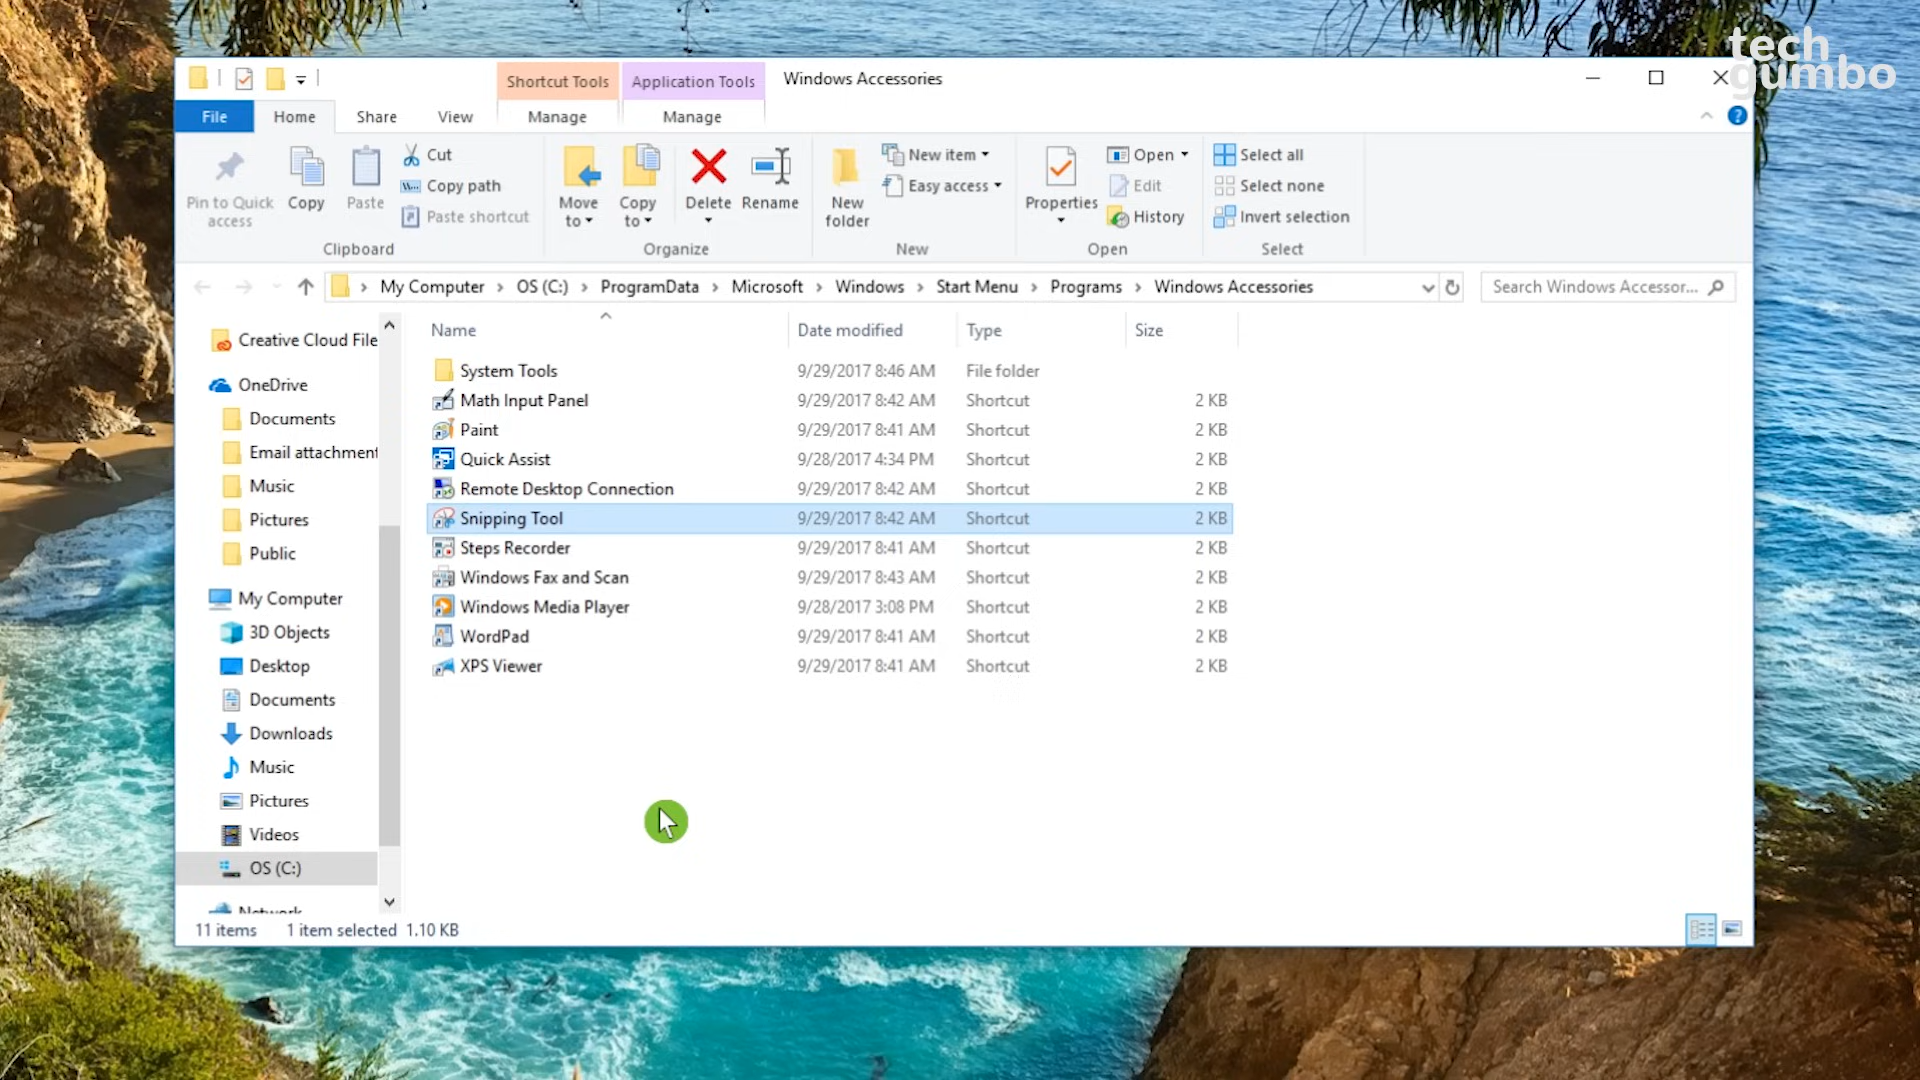 tech
gumbo
Shortcut Tools Application Tools Windows Accessories
File Home Share View Manage Manage
Pin to Quick access
Copy
Paste
Cut
Copy path
Paste shortcut
Clipboard
Move to
Copy to
Delete
Rename
Organize
New folder
New item
Easy access
New
Properties
Open
Edit
History
Open
Select all
Select none
Invert selection
Select
My Computer > OS (C:) > ProgramData > Microsoft > Windows > Start Menu > Programs > Windows Accessories
Search Windows Accessor...
Creative Cloud File
OneDrive
Documents
Email attachment
Music
Pictures
Public
My Computer
3D Objects
Desktop
Documents
Downloads
Music
Pictures
Videos
OS (C:)
Network
Name Date modified Type Size
System Tools 9/29/2017 8:46 AM File folder
Math Input Panel 9/29/2017 8:42 AM Shortcut 2 KB
Paint 9/29/2017 8:41 AM Shortcut 2 KB
Quick Assist 9/28/2017 4:34 PM Shortcut 2 KB
Remote Desktop Connection 9/29/2017 8:42 AM Shortcut 2 KB
Snipping Tool 9/29/2017 8:42 AM Shortcut 2 KB
Steps Recorder 9/29/2017 8:41 AM Shortcut 2 KB
Windows Fax and Scan 9/29/2017 8:43 AM Shortcut 2 KB
Windows Media Player 9/28/2017 3:08 PM Shortcut 2 KB
WordPad 9/29/2017 8:41 AM Shortcut 2 KB
XPS Viewer 9/29/2017 8:41 AM Shortcut 2 KB
11 items 1 item selected 1.10 KB